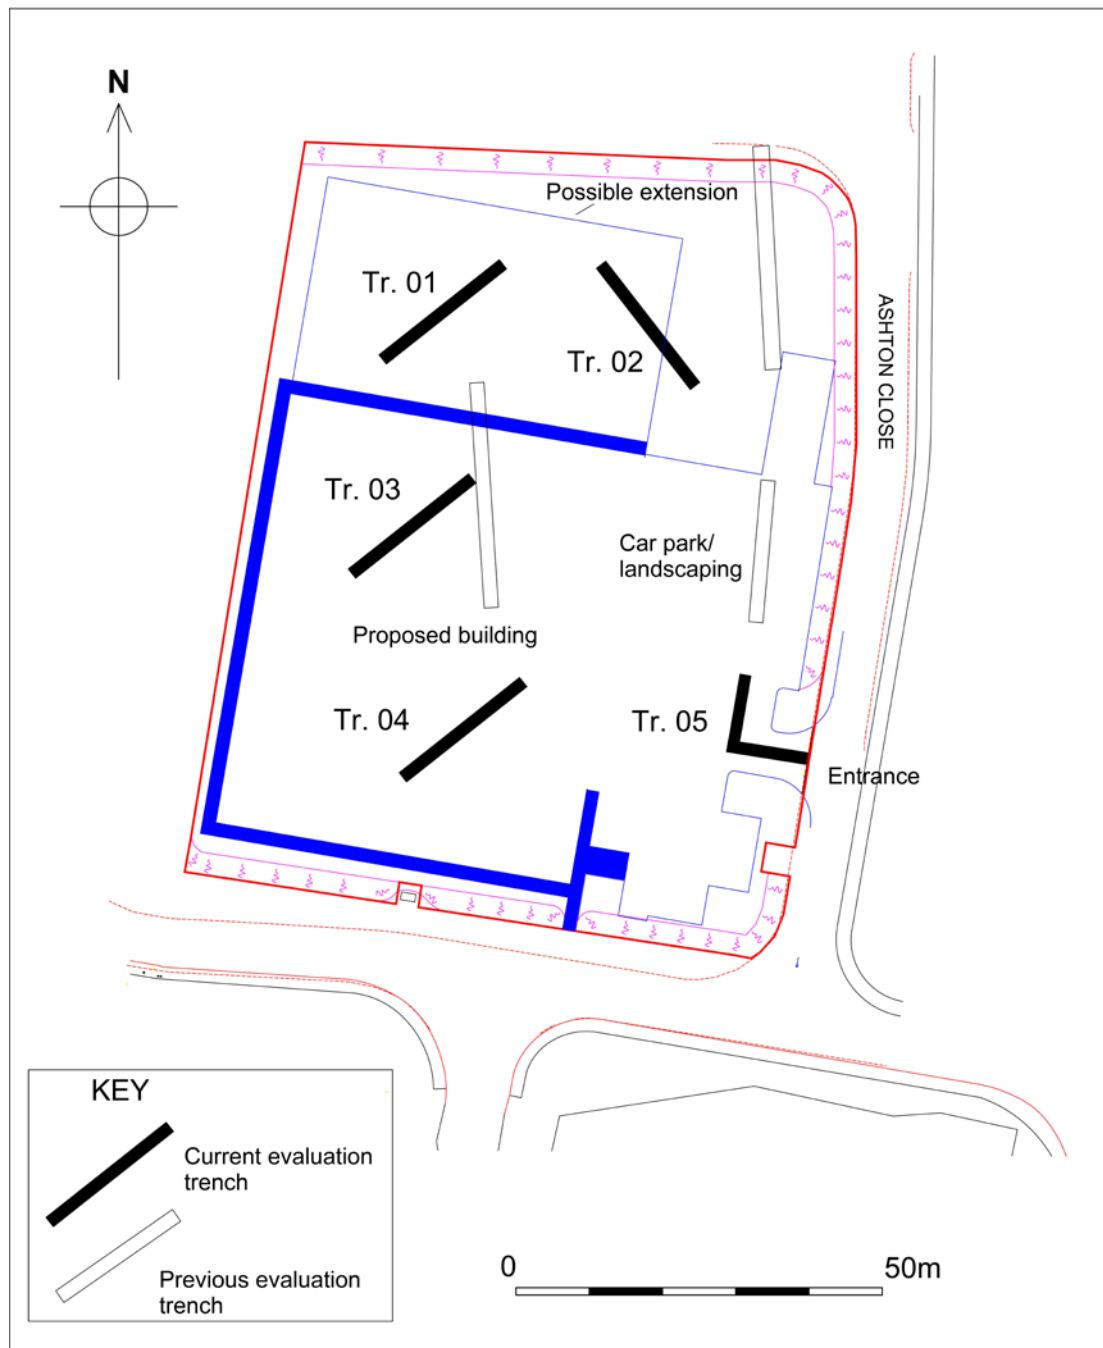 N
Possible extension
Tr. 01
ASHTON CLOSE
Tr. 02
Tr. 03
Car park/
landscaping
Proposed building
Tr. 04
Tr. 05
Entrance
KEY
Current evaluation
trench
Previous evaluation
trench
0
50m